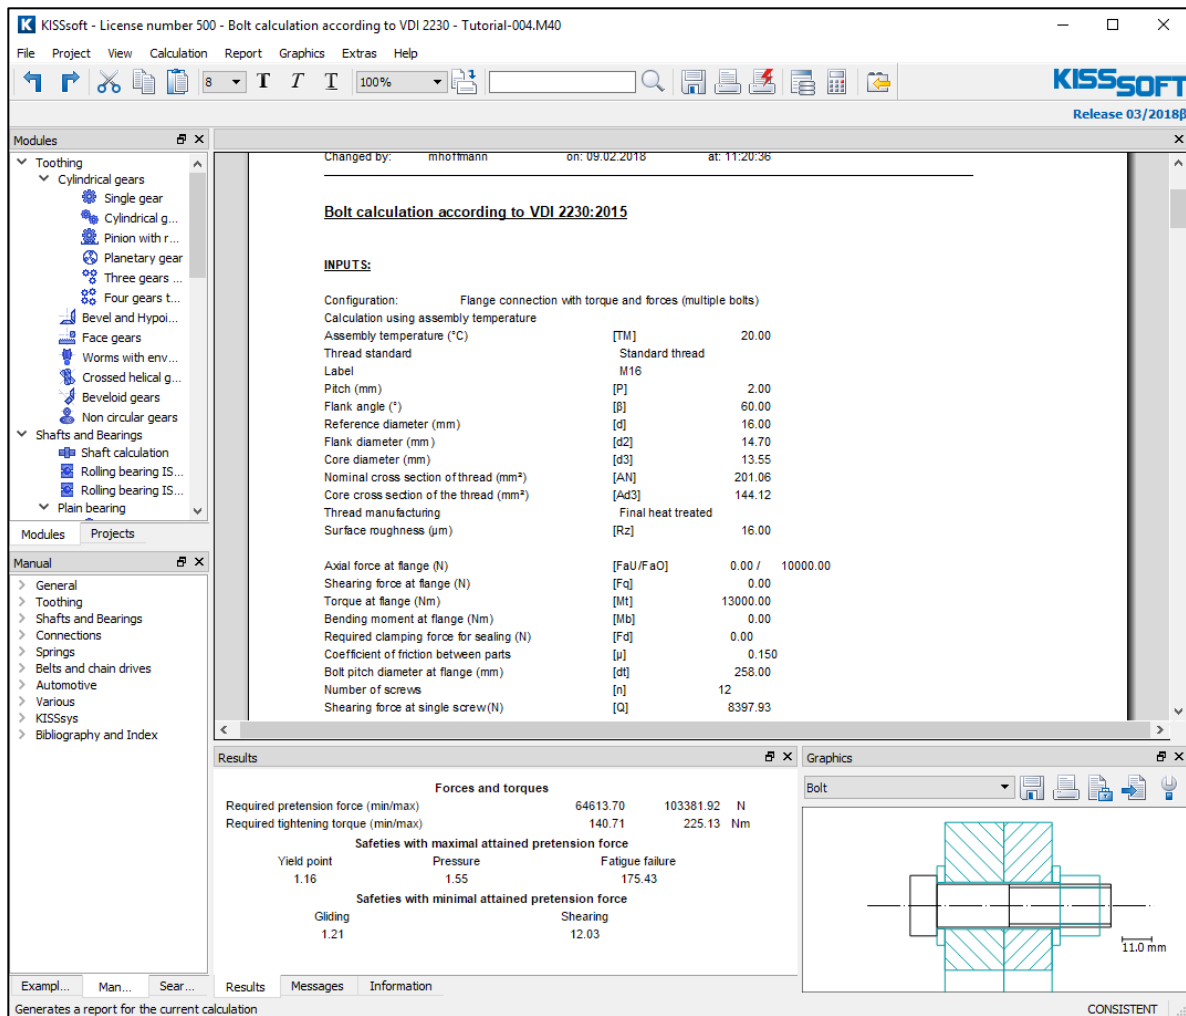 KISSsoft - License number 500 - Bolt calculation according to VDI 2230 - Tutorial-004.M40
File Project View Calculation Report Graphics Extras Help
8 T T T 100%
KISSSOFT
Release 03/2018β
Modules
Toothing
Cylindrical gears
Single gear
Cylindrical g...
Pinion with r...
Planetary gear
Three gears ...
Four gears t...
Bevel and Hypoi...
Face gears
Worms with env...
Crossed helical g...
Beveloid gears
Non circular gears
Shafts and Bearings
Shaft calculation
Rolling bearing IS...
Rolling bearing IS...
Plain bearing
Modules Projects
Manual
General
Toothing
Shafts and Bearings
Connections
Springs
Belts and chain drives
Automotive
Various
KISSsys
Bibliography and Index
Exampl... Man... Sear...
Changed by: mhoffmann on: 09.02.2018 at: 11:20:36
Bolt calculation according to VDI 2230:2015
INPUTS:
Configuration: Flange connection with torque and forces (multiple bolts)
Calculation using assembly temperature
Assembly temperature (°C) [TM] 20.00
Thread standard Standard thread
Label M16
Pitch (mm) [P] 2.00
Flank angle (°) [β] 60.00
Reference diameter (mm) [d] 16.00
Flank diameter (mm) [d2] 14.70
Core diameter (mm) [d3] 13.55
Nominal cross section of thread (mm²) [AN] 201.06
Core cross section of the thread (mm²) [Ad3] 144.12
Thread manufacturing Final heat treated
Surface roughness (µm) [Rz] 16.00
Axial force at flange (N) [FaU/FaO] 0.00 / 10000.00
Shearing force at flange (N) [Fq] 0.00
Torque at flange (Nm) [Mt] 13000.00
Bending moment at flange (Nm) [Mb] 0.00
Required clamping force for sealing (N) [Fd] 0.00
Coefficient of friction between parts [µ] 0.150
Bolt pitch diameter at flange (mm) [dt] 258.00
Number of screws [n] 12
Shearing force at single screw (N) [Q] 8397.93
Results
Forces and torques
Required pretension force (min/max) 64613.70 103381.92 N
Required tightening torque (min/max) 140.71 225.13 Nm
Safeties with maximal attained pretension force
Yield point Pressure Fatigue failure
1.16 1.55 175.43
Safeties with minimal attained pretension force
Gliding Shearing
1.21 12.03
Results Messages Information
Graphics
Bolt
11.0 mm
Generates a report for the current calculation
CONSISTENT